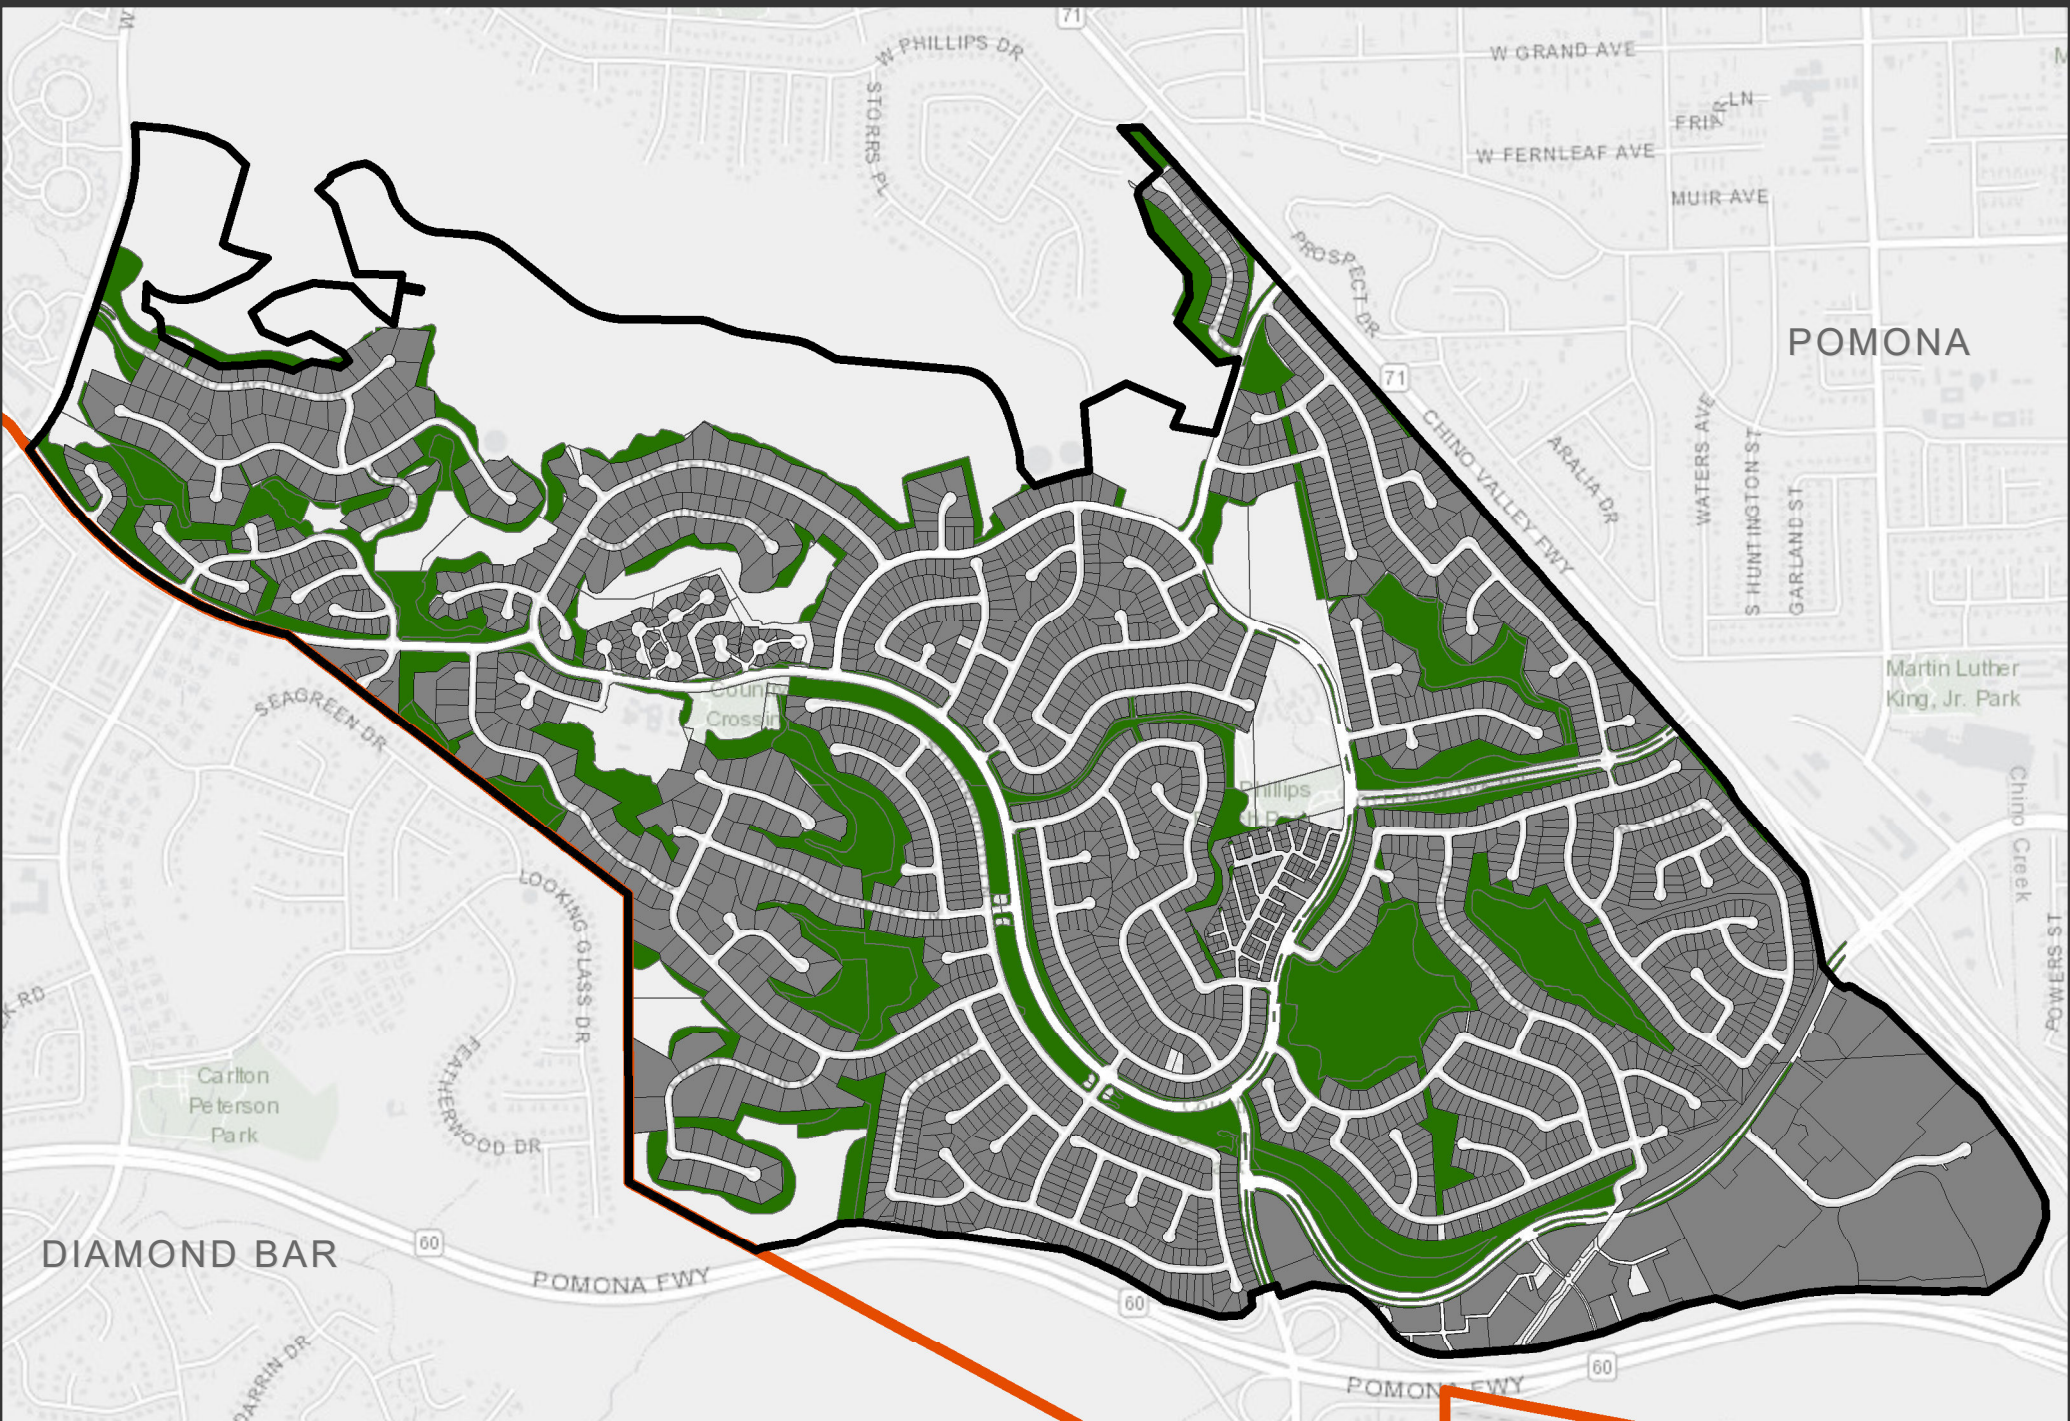 71
W PHILLIPS DR
W GRAND AVE
STORRS PL
LN
W FERNLEAF AVE
MUIR AVE
PROSPECT DR
POMONA
71
CHINO VALLEY FWY
ARALIA DR
WATERS AVE
S HUNTINGTON ST
GARLAND ST
Martin Luther
King, Jr. Park
SEAGREEN DR
Country
Crossin
Phillips
Chino Creek
LOOKING GLASS DR
POWERS ST
FEATHERWOOD DR
Carlton
Peterson
Park
DIAMOND BAR
60
POMONA FWY
60
60
POMONA FWY
DARRIN DR